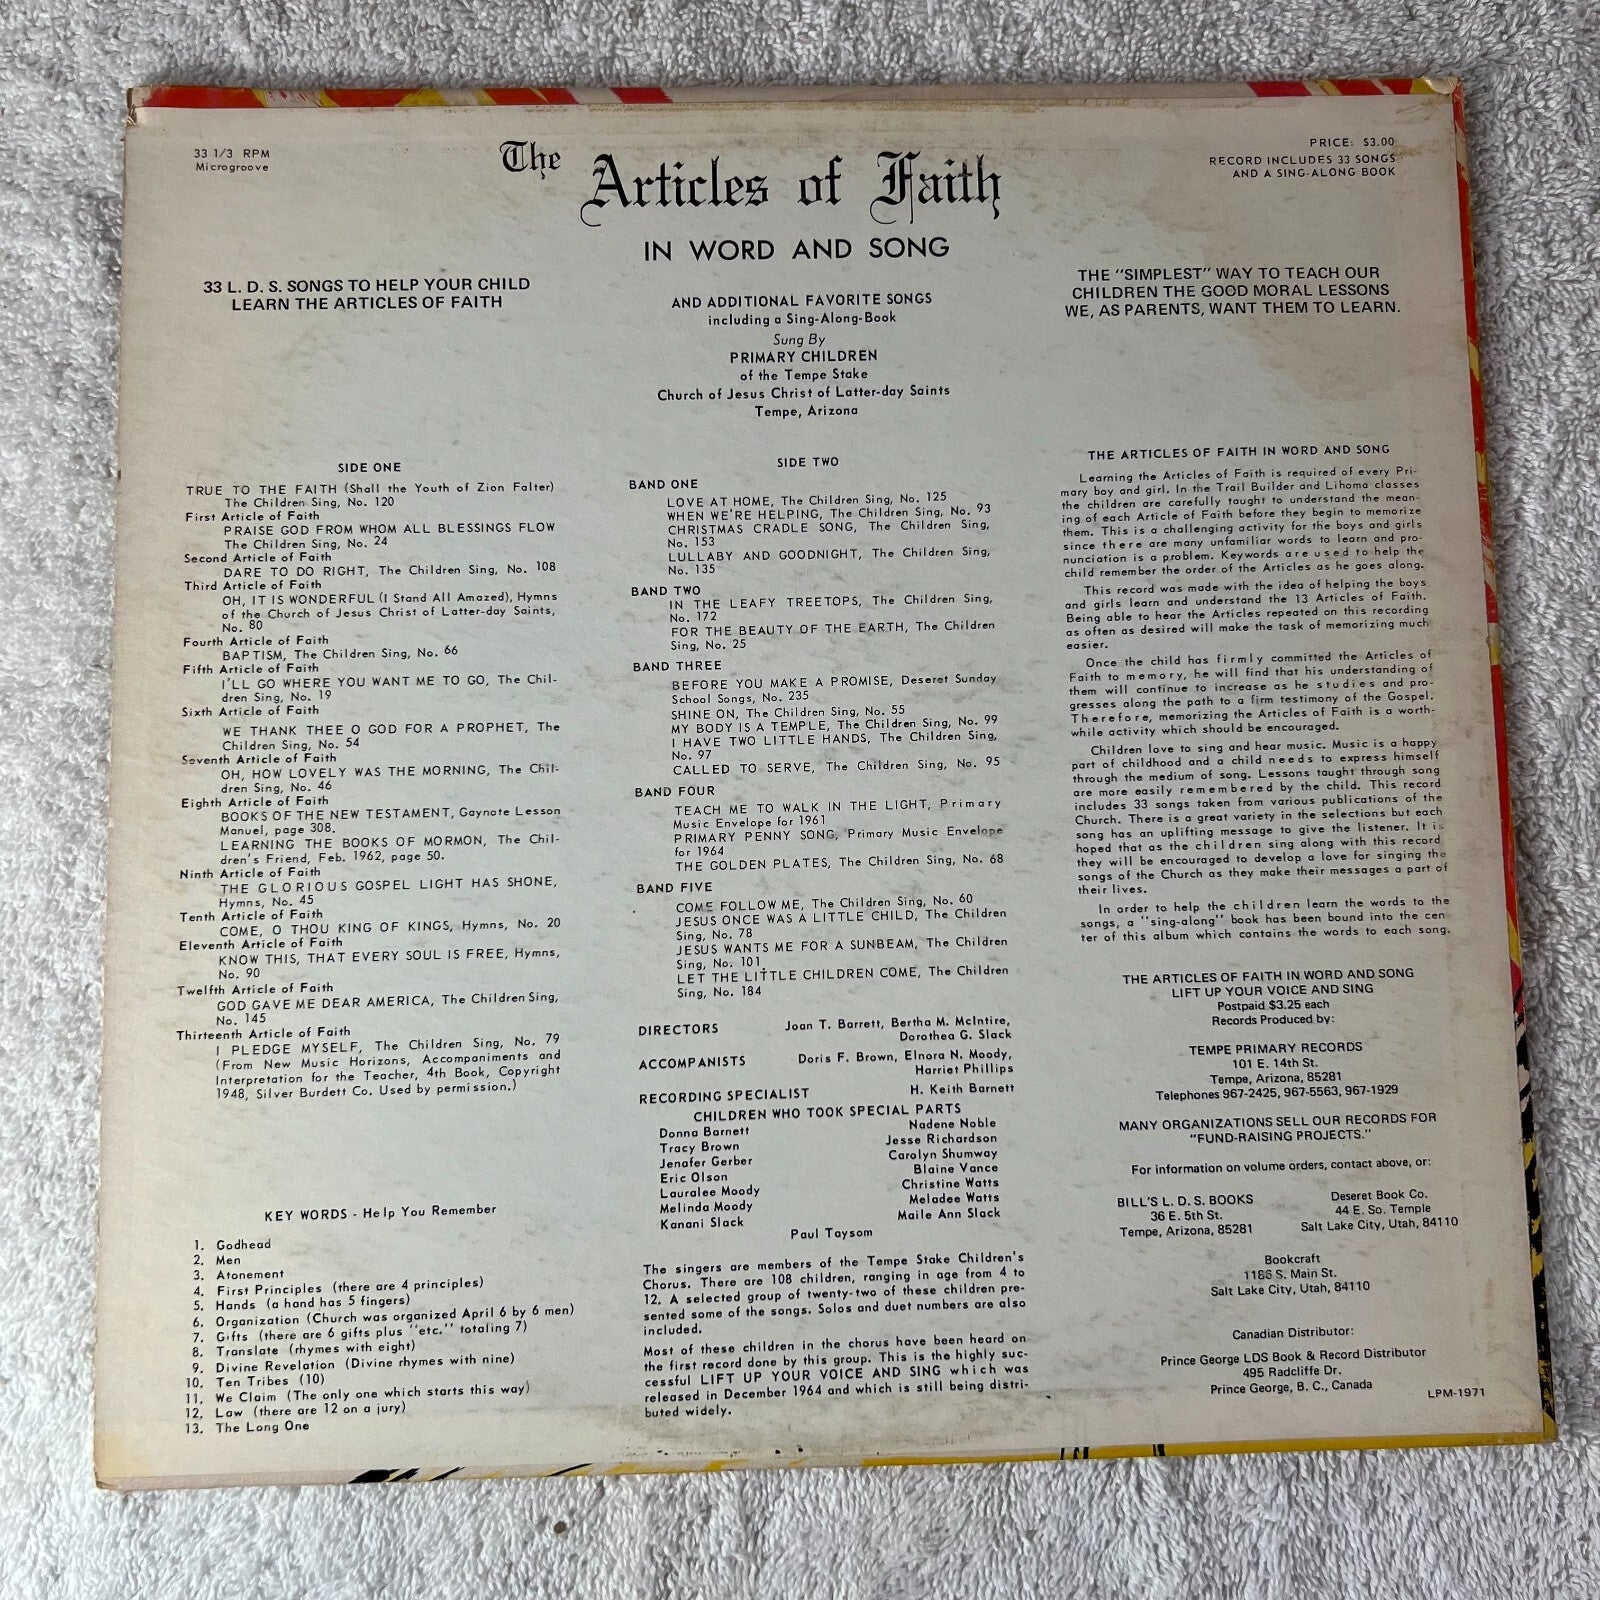 33 1/3 RPM
Microgroove
The Articles of Faith
IN WORD AND SONG
PRICE: $3.00
RECORD INCLUDES 33 SONGS
AND A SING-ALONG BOOK
33 L. D. S. SONGS TO HELP YOUR CHILD
LEARN THE ARTICLES OF FAITH
AND ADDITIONAL FAVORITE SONGS
including a Sing-Along-Book
Sung By
PRIMARY CHILDREN
of the Tempe Stake
Church of Jesus Christ of Latter-day Saints
Tempe, Arizona
THE "SIMPLEST" WAY TO TEACH OUR
CHILDREN THE GOOD MORAL LESSONS
WE, AS PARENTS, WANT THEM TO LEARN.
SIDE ONE
TRUE TO THE FAITH (Shall the Youth of Zion Falter)
The Children Sing, No. 120
First Article of Faith
PRAISE GOD FROM WHOM ALL BLESSINGS FLOW
The Children Sing, No. 24
Second Article of Faith
DARE TO DO RIGHT, The Children Sing, No. 108
Third Article of Faith
OH, IT IS WONDERFUL (I Stand All Amazed), Hymns
of the Church of Jesus Christ of Latter-day Saints,
No. 80
Fourth Article of Faith
BAPTISM, The Children Sing, No. 66
Fifth Article of Faith
I'LL GO WHERE YOU WANT ME TO GO, The Chil-
dren Sing, No. 19
Sixth Article of Faith
WE THANK THEE O GOD FOR A PROPHET, The
Children Sing, No. 54
Seventh Article of Faith
OH, HOW LOVELY WAS THE MORNING, The Chil-
dren Sing, No. 46
Eighth Article of Faith
BOOKS OF THE NEW TESTAMENT, Gaynote Lesson
Manuel, page 308.
LEARNING THE BOOKS OF MORMON, The Chil-
dren's Friend, Feb. 1962, page 50.
Ninth Article of Faith
THE GLORIOUS GOSPEL LIGHT HAS SHONE,
Hymns, No. 45
Tenth Article of Faith
COME, O THOU KING OF KINGS, Hymns, No. 20
Eleventh Article of Faith
KNOW THIS, THAT EVERY SOUL IS FREE, Hymns,
No. 90
Twelfth Article of Faith
GOD GAVE ME DEAR AMERICA, The Children Sing,
No. 145
Thirteenth Article of Faith
I PLEDGE MYSELF, The Children Sing, No. 79
(From New Music Horizons, Accompaniments and
Interpretation for the Teacher, 4th Book, Copyright
1948, Silver Burdett Co. Used by permission.)
KEY WORDS - Help You Remember
1. Godhead
2. Men
3. Atonement
4. First Principles (there are 4 principles)
5. Hands (a hand has 5 fingers)
6. Organization (Church was organized April 6 by 6 men)
7. Gifts (there are 6 gifts plus "etc." totaling 7)
8. Translate (rhymes with eight)
9. Divine Revelation (Divine rhymes with nine)
10. Ten Tribes (10)
11. We Claim (The only one which starts this way)
12. Law (there are 12 on a jury)
13. The Long One
SIDE TWO
BAND ONE
LOVE AT HOME, The Children Sing, No. 125
WHEN WE'RE HELPING, The Children Sing, No. 93
CHRISTMAS CRADLE SONG, The Children Sing,
No. 153
LULLABY AND GOODNIGHT, The Children Sing,
No. 135
BAND TWO
IN THE LEAFY TREETOPS, The Children Sing,
No. 172
FOR THE BEAUTY OF THE EARTH, The Children
Sing, No. 25
BAND THREE
BEFORE YOU MAKE A PROMISE, Deseret Sunday
School Songs, No. 235
SHINE ON, The Children Sing, No. 55
MY BODY IS A TEMPLE, The Children Sing, No. 99
I HAVE TWO LITTLE HANDS, The Children Sing,
No. 97
CALLED TO SERVE, The Children Sing, No. 95
BAND FOUR
TEACH ME TO WALK IN THE LIGHT, Primary
Music Envelope for 1961
PRIMARY PENNY SONG, Primary Music Envelope
for 1964
THE GOLDEN PLATES, The Children Sing, No. 68
BAND FIVE
COME FOLLOW ME, The Children Sing, No. 60
JESUS ONCE WAS A LITTLE CHILD, The Children
Sing, No. 78
JESUS WANTS ME FOR A SUNBEAM, The Children
Sing, No. 101
LET THE LITTLE CHILDREN COME, The Children
Sing, No. 184
DIRECTORS Joan T. Barrett, Bertha M. McIntire,
Dorothea G. Slack
ACCOMPANISTS Doris F. Brown, Elnora N. Moody,
Harriet Phillips
RECORDING SPECIALIST H. Keith Barnett
CHILDREN WHO TOOK SPECIAL PARTS
Donna Barnett Nadene Noble
Tracy Brown Jesse Richardson
Jenafer Gerber Carolyn Shumway
Eric Olson Blaine Vance
Lauralee Moody Christine Watts
Melinda Moody Meladee Watts
Kanani Slack Maile Ann Slack
Paul Taysom
The singers are members of the Tempe Stake Children's
Chorus. There are 108 children, ranging in age from 4 to
12. A selected group of twenty-two of these children pre-
sented some of the songs. Solos and duet numbers are also
included.
Most of these children in the chorus have been heard on
the first record done by this group. This is the highly suc-
cessful LIFT UP YOUR VOICE AND SING which was
released in December 1964 and which is still being distri-
buted widely.
THE ARTICLES OF FAITH IN WORD AND SONG
Learning the Articles of Faith is required of every Pri-
mary boy and girl. In the Trail Builder and Lihoma classes
the children are carefully taught to understand the mean-
ing of each Article of Faith before they begin to memorize
them. This is a challenging activity for the boys and girls
since there are many unfamiliar words to learn and pro-
nunciation is a problem. Keywords are used to help the
child remember the order of the Articles as he goes along.
This record was made with the idea of helping the boys
and girls learn and understand the 13 Articles of Faith.
Being able to hear the Articles repeated on this recording
as often as desired will make the task of memorizing much
easier.
Once the child has firmly committed the Articles of
Faith to memory, he will find that his understanding of
them will continue to increase as he studies and pro-
gresses along the path to a firm testimony of the Gospel.
Therefore, memorizing the Articles of Faith is a worth-
while activity which should be encouraged.
Children love to sing and hear music. Music is a happy
part of childhood and a child needs to express himself
through the medium of song. Lessons taught through song
are more easily remembered by the child. This record
includes 33 songs taken from various publications of the
Church. There is a great variety in the selections but each
song has an uplifting message to give the listener. It is
hoped that as the children sing along with this record
they will be encouraged to develop a love for singing the
songs of the Church as they make their messages a part of
their lives.
In order to help the children learn the words to the
songs, a "sing-along" book has been bound into the cen
ter of this album which contains the words to each song.
THE ARTICLES OF FAITH IN WORD AND SONG
LIFT UP YOUR VOICE AND SING
Postpaid $3.25 each
Records Produced by:
TEMPE PRIMARY RECORDS
101 E. 14th St.
Tempe, Arizona, 85281
Telephones 967-2425, 967-5563, 967-1929
MANY ORGANIZATIONS SELL OUR RECORDS FOR
"FUND-RAISING PROJECTS."
For information on volume orders, contact above, or:
BILL'S L. D. S. BOOKS
36 E. 5th St.
Tempe, Arizona, 85281
Deseret Book Co.
44 E. So. Temple
Salt Lake City, Utah, 84110
Bookcraft
1186 S. Main St.
Salt Lake City, Utah, 84110
Canadian Distributor:
Prince George LDS Book & Record Distributor
495 Radcliffe Dr.
Prince George, B. C., Canada
LPM-1971